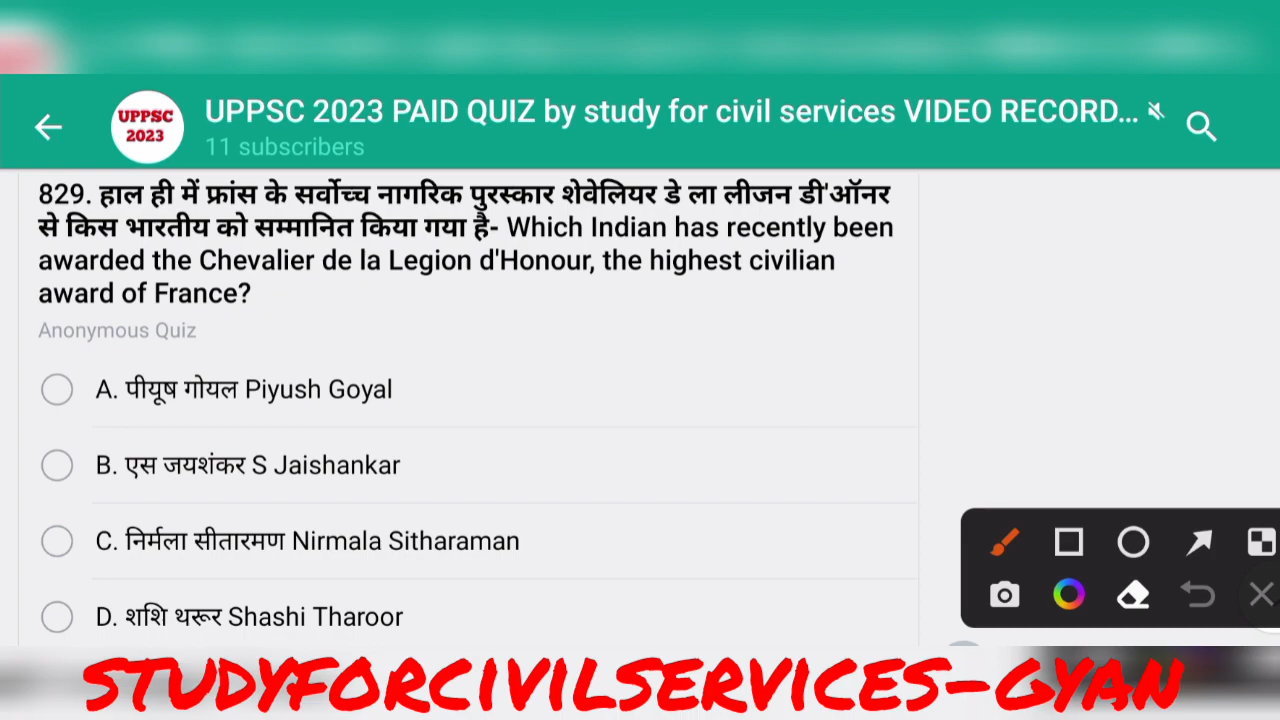 UPPSC
2023
UPPSC 2023 PAID QUIZ by study for civil services VIDEO RECORD...
11 subscribers
829. हाल ही में फ्रांस के सर्वोच्च नागरिक पुरस्कार शेवेलियर डे ला लीजन डी'ऑनर
से किस भारतीय को सम्मानित किया गया है- Which Indian has recently been
awarded the Chevalier de la Legion d'Honour, the highest civilian
award of France?
Anonymous Quiz
A. पीयूष गोयल Piyush Goyal
B. एस जयशंकर S Jaishankar
C. निर्मला सीतारमण Nirmala Sitharaman
D. शशि थरूर Shashi Tharoor
STUDYFORCIVILSERVICES-GYAN